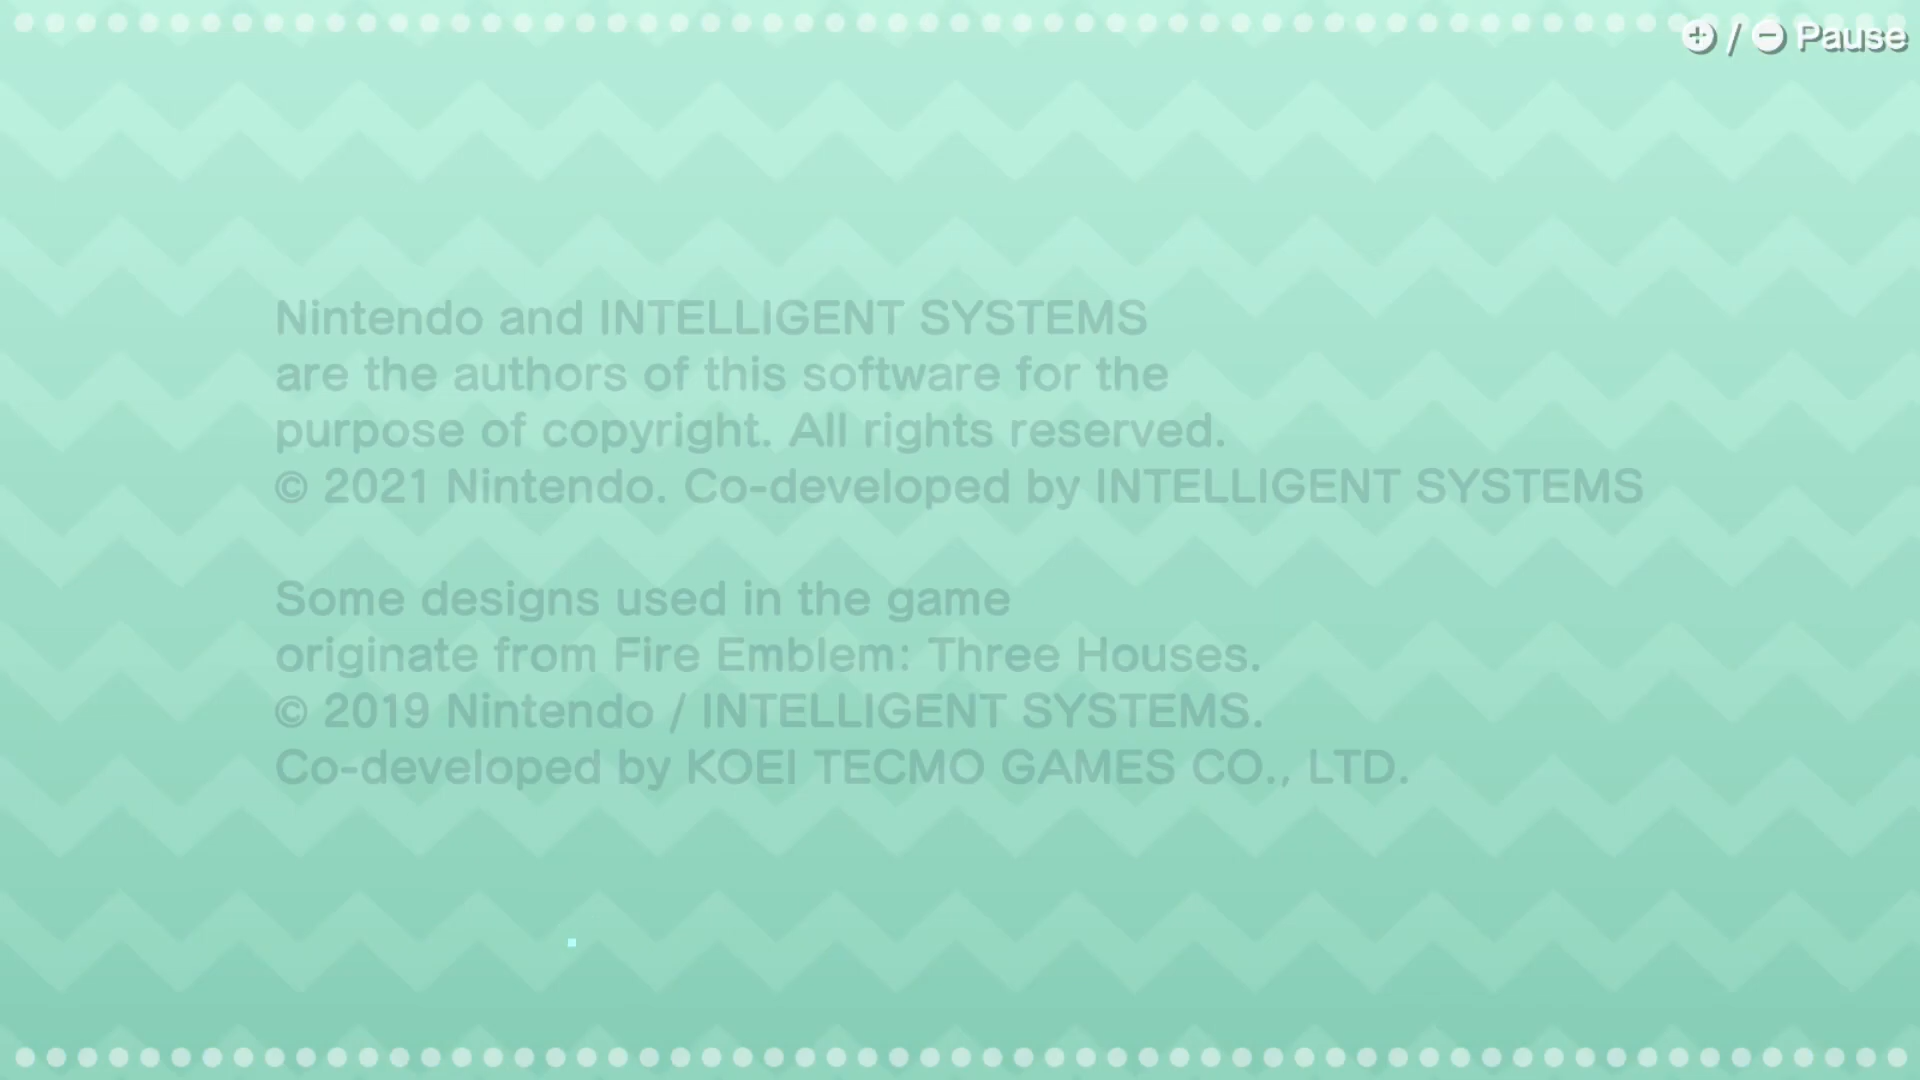 + / - Pause
Nintendo and INTELLIGENT SYSTEMS
are the authors of this software for the
purpose of copyright. All rights reserved.
© 2021 Nintendo. Co-developed by INTELLIGENT SYSTEMS
Some designs used in the game
originate from Fire Emblem: Three Houses.
© 2019 Nintendo / INTELLIGENT SYSTEMS.
Co-developed by KOEI TECMO GAMES CO., LTD.